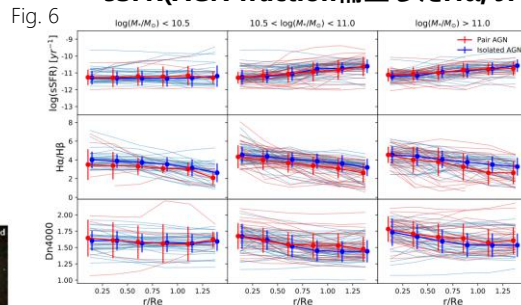 Fig. 6
log(M*/M⊙) < 10.5
10.5 < log(M*/M⊙) < 11.0
log(M*/M⊙) > 11.0
log(sSFR) [yr⁻¹]
-9
-10
-11
-12
Pair AGN
Isolated AGN
Hα/Hβ
8
6
4
2
0
Dn4000
2.00
1.75
1.50
1.25
1.00
0.25 0.50 0.75 1.00 1.25
0.25 0.50 0.75 1.00 1.25
0.25 0.50 0.75 1.00 1.25
r/Re
r/Re
r/Re